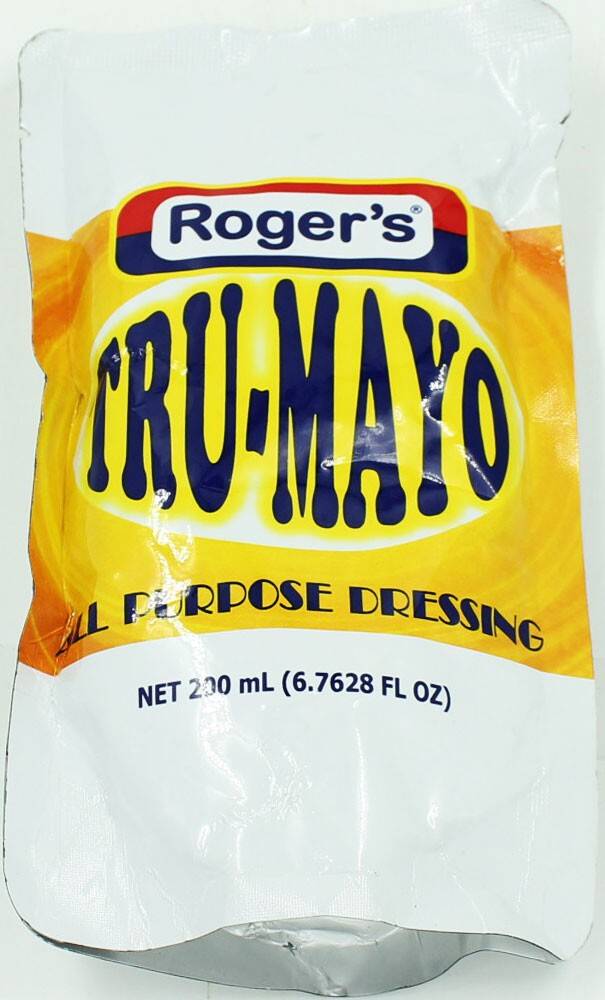 Roger's®
TRU-MAYO
ALL PURPOSE DRESSING
NET 200 mL (6.7628 FL OZ)